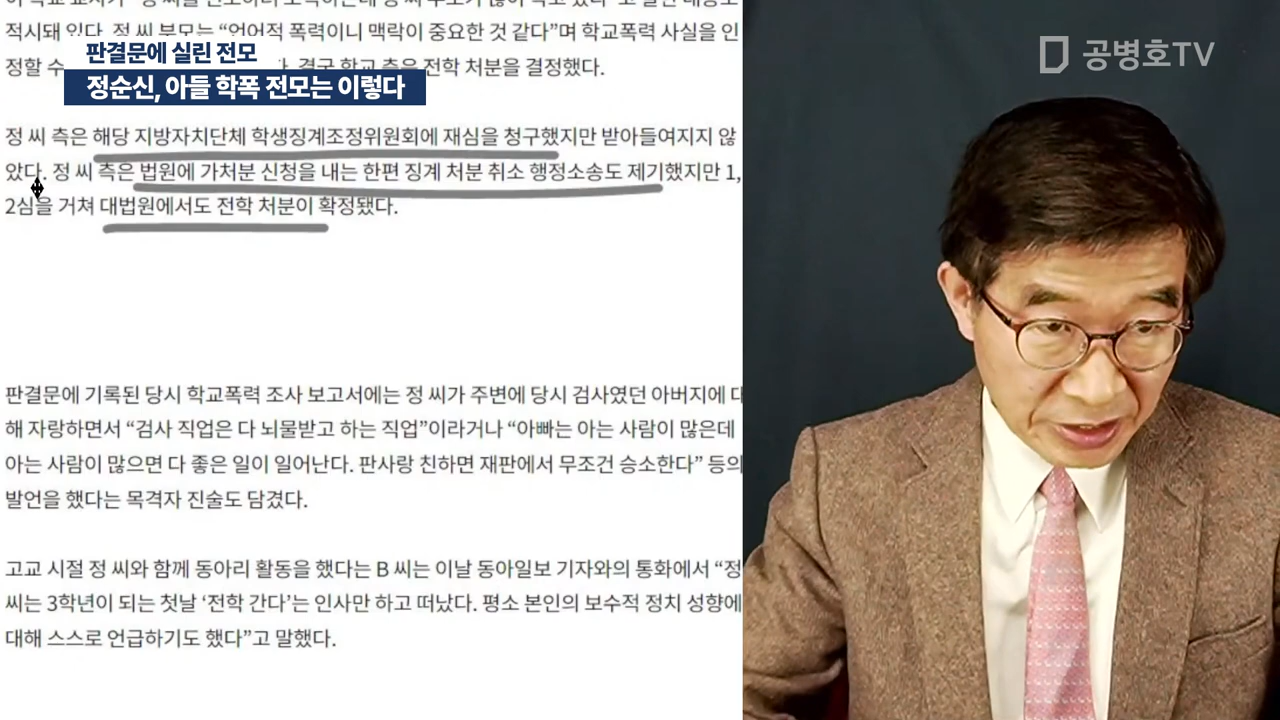 판결문에 실린 전모
정순신, 아들 학폭 전모는 이렇다
공병호TV
적시돼 있다. 정 씨 부모는 “언어적 폭력이니 맥락이 중요한 것 같다”며 학교폭력 사실을 인
정할 수 결국 학교 측은 전학 처분을 결정했다.
정 씨 측은 해당 지방자치단체 학생징계조정위원회에 재심을 청구했지만 받아들여지지 않
았다. 정 씨 측은 법원에 가처분 신청을 내는 한편 징계 처분 취소 행정소송도 제기했지만 1,
2심을 거쳐 대법원에서도 전학 처분이 확정됐다.
판결문에 기록된 당시 학교폭력 조사 보고서에는 정 씨가 주변에 당시 검사였던 아버지에 대
해 자랑하면서 “검사 직업은 다 뇌물받고 하는 직업”이라거나 “아빠는 아는 사람이 많은데
아는 사람이 많으면 다 좋은 일이 일어난다. 판사랑 친하면 재판에서 무조건 승소한다” 등의
발언을 했다는 목격자 진술도 담겼다.
고교 시절 정 씨와 함께 동아리 활동을 했다는 B 씨는 이날 동아일보 기자와의 통화에서 “정
씨는 3학년이 되는 첫날 ‘전학 간다’는 인사만 하고 떠났다. 평소 본인의 보수적 정치 성향에
대해 스스로 언급하기도 했다”고 말했다.